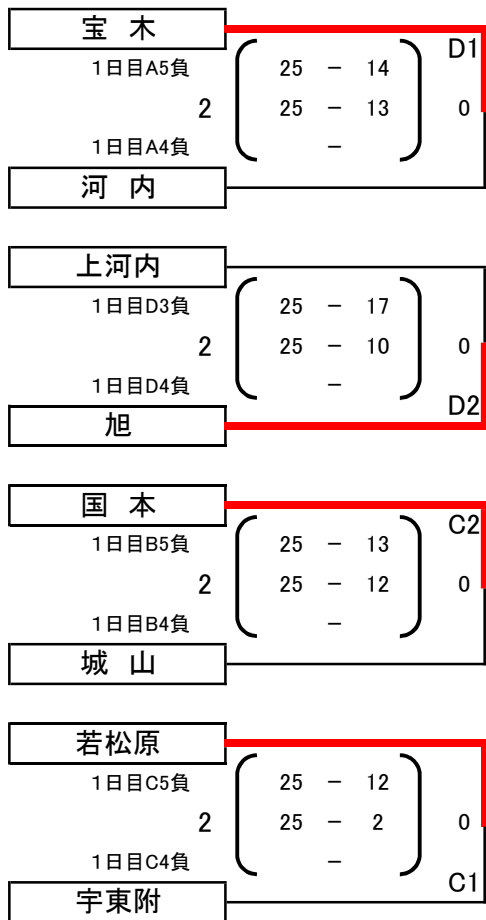 宝 木
D1
1日目A5負
25 － 14
2 25 － 13 0
1日目A4負
－
河 内
上河内
1日目D3負
25 － 17
2 25 － 10 0
1日目D4負
－
D2
旭
国 本
C2
1日目B5負
25 － 13
2 25 － 12 0
1日目B4負
－
城 山
若松原
1日目C5負
25 － 12
2 25 － 2 0
1日目C4負
－
C1
宇東附